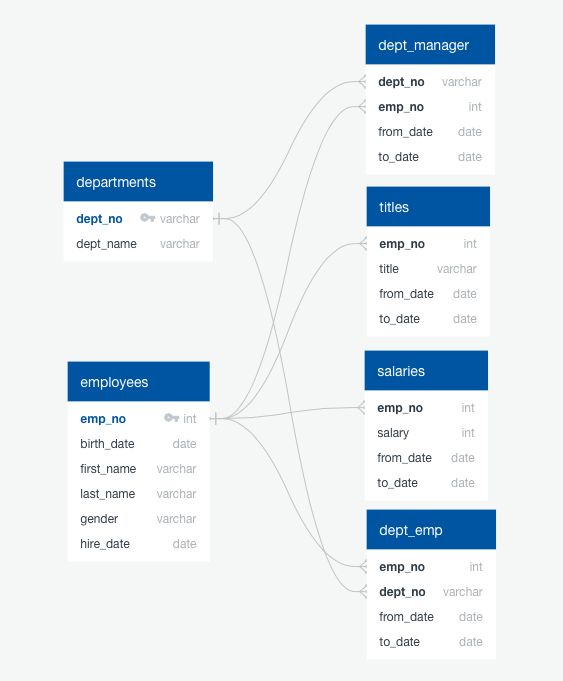 departments
dept_no varchar
dept_name varchar
employees
emp_no int
birth_date date
first_name varchar
last_name varchar
gender varchar
hire_date date
dept_manager
dept_no varchar
emp_no int
from_date date
to_date date
titles
emp_no int
title varchar
from_date date
to_date date
salaries
emp_no int
salary int
from_date date
to_date date
dept_emp
emp_no int
dept_no varchar
from_date date
to_date date